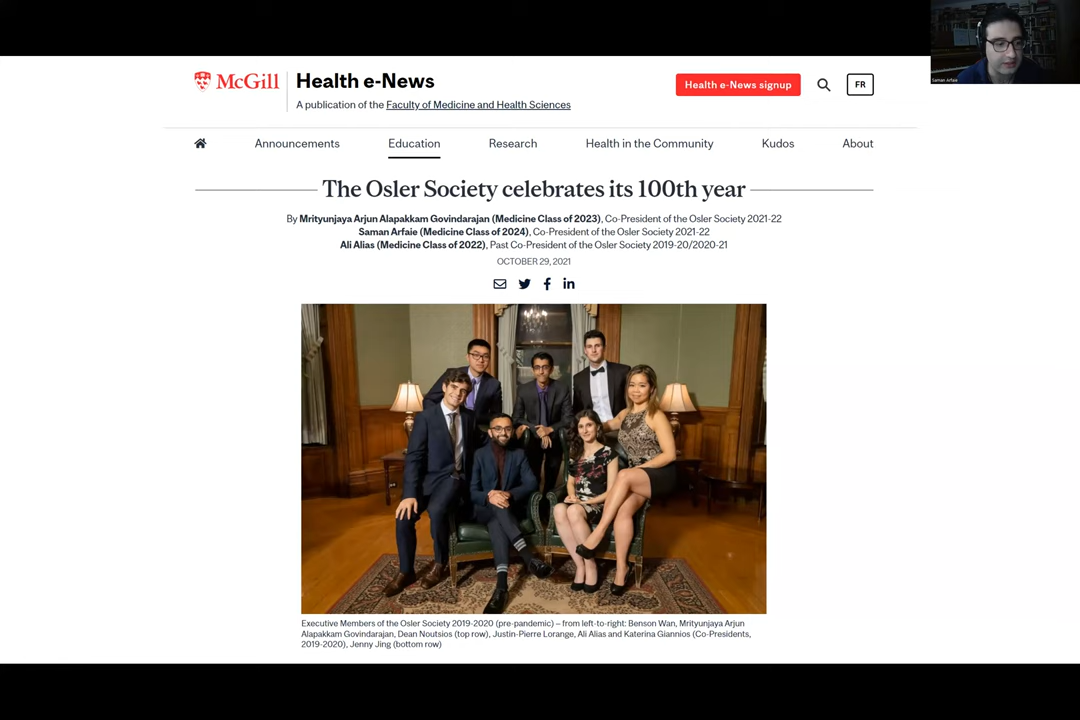 McGill
Health e-News
A publication of the Faculty of Medicine and Health Sciences
Health e-News signup
FR
Saman Arfaie
Announcements
Education
Research
Health in the Community
Kudos
About
The Osler Society celebrates its 100th year
By Mrityunjaya Arjun Alapakkam Govindarajan (Medicine Class of 2023), Co-President of the Osler Society 2021-22
Saman Arfaie (Medicine Class of 2024), Co-President of the Osler Society 2021-22
Ali Alias (Medicine Class of 2022), Past Co-President of the Osler Society 2019-20/2020-21
OCTOBER 29, 2021
Executive Members of the Osler Society 2019-2020 (pre-pandemic) – from left-to-right: Benson Wan, Mrityunjaya Arjun
Alapakkam Govindarajan, Dean Noutsios (top row), Justin-Pierre Lorange, Ali Alias and Katerina Giannios (Co-Presidents,
2019-2020), Jenny Jing (bottom row)